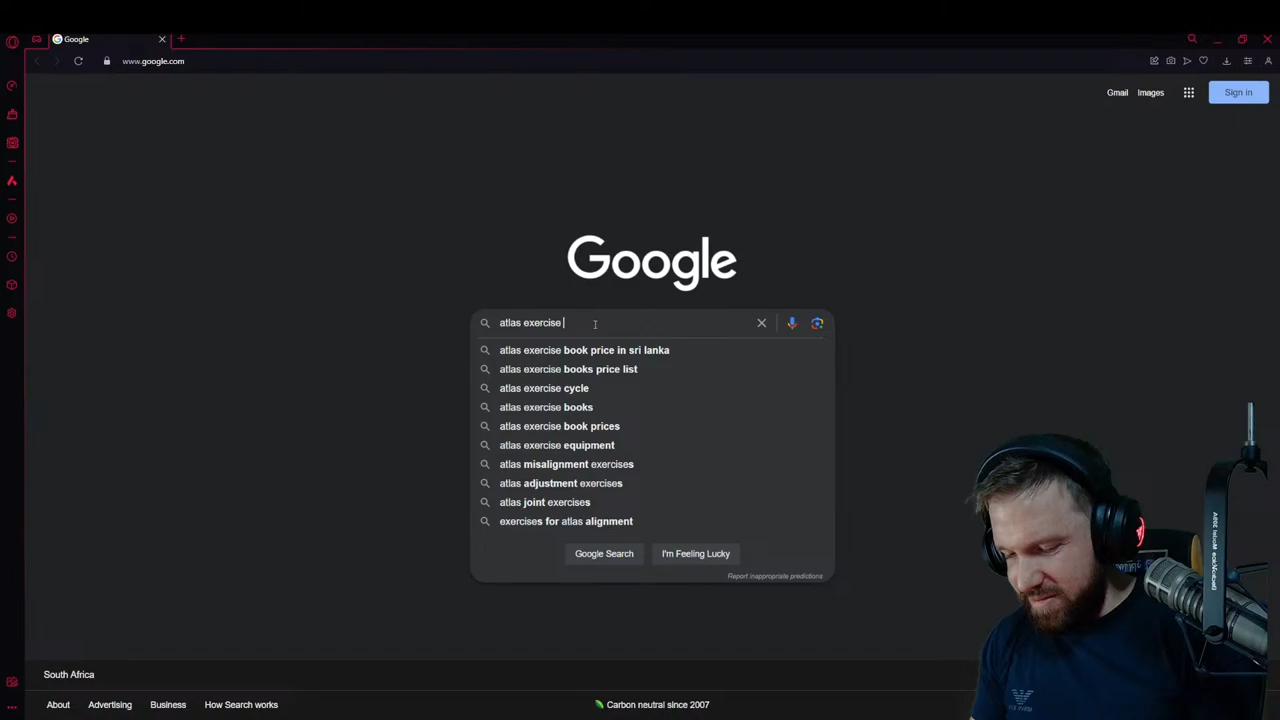 Google
www.google.com
Gmail Images Sign in
Google
atlas exercise
atlas exercise book price in sri lanka
atlas exercise books price list
atlas exercise cycle
atlas exercise books
atlas exercise book prices
atlas exercise equipment
atlas misalignment exercises
atlas adjustment exercises
atlas joint exercises
exercises for atlas alignment
Google Search I'm Feeling Lucky
Report inappropriate predictions
South Africa
About Advertising Business How Search works Carbon neutral since 2007